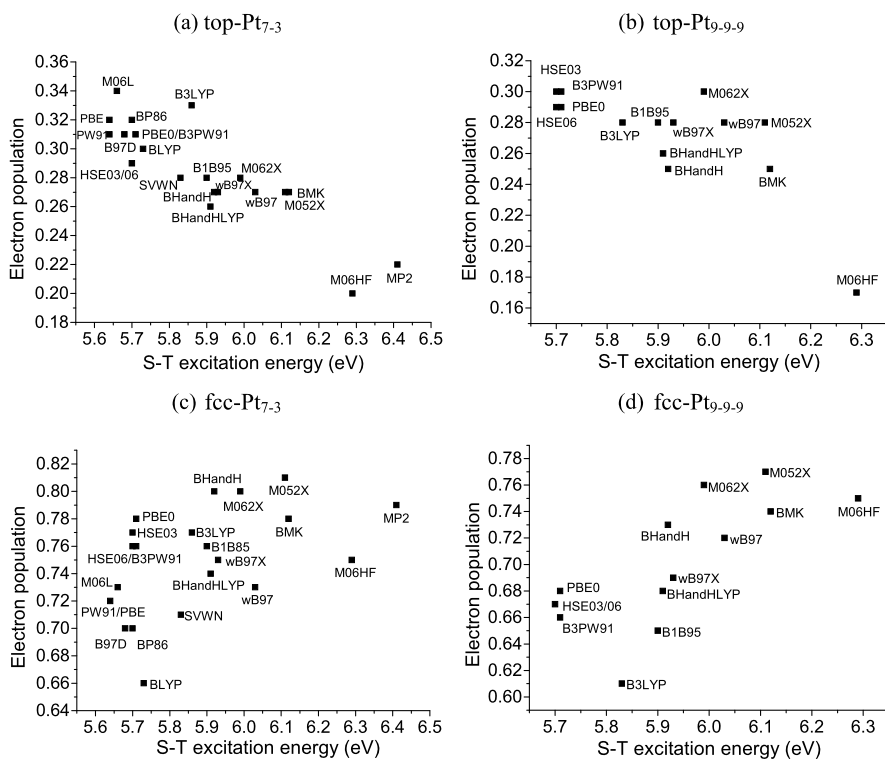 (a) top-Pt7-3
Electron population
0.36
0.34
0.32
0.30
0.28
0.26
0.24
0.22
0.20
0.18
M06L
B3LYP
PBE
BP86
PW91
PBE0/B3PW91
B97D
BLYP
HSE03/06
SVWN
B1B95
M062X
BHandH
wB97X
BHandHLYP
wB97
BMK
M052X
M06HF
MP2
5.6 5.7 5.8 5.9 6.0 6.1 6.2 6.3 6.4 6.5
S-T excitation energy (eV)
(b) top-Pt9-9-9
Electron population
0.32
0.30
0.28
0.26
0.24
0.22
0.20
0.18
0.16
HSE03
B3PW91
PBE0
HSE06
M062X
B3LYP
B1B95
wB97X
wB97
M052X
BHandHLYP
BHandH
BMK
M06HF
5.7 5.8 5.9 6.0 6.1 6.2 6.3
S-T excitation energy (eV)
(c) fcc-Pt7-3
Electron population
0.82
0.80
0.78
0.76
0.74
0.72
0.70
0.68
0.66
0.64
BHandH
M062X
M052X
MP2
PBE0
HSE03
B3LYP
BMK
HSE06/B3PW91
B1B85
wB97X
M06HF
M06L
BHandHLYP
wB97
PW91/PBE
SVWN
B97D
BP86
BLYP
5.6 5.7 5.8 5.9 6.0 6.1 6.2 6.3 6.4 6.5
S-T excitation energy (eV)
(d) fcc-Pt9-9-9
Electron population
0.78
0.76
0.74
0.72
0.70
0.68
0.66
0.64
0.62
0.60
M052X
M062X
M06HF
BMK
BHandH
wB97
PBE0
wB97X
BHandHLYP
HSE03/06
B3PW91
B1B95
B3LYP
5.7 5.8 5.9 6.0 6.1 6.2 6.3
S-T excitation energy (eV)